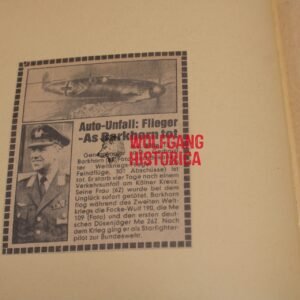 Auto-Unfall: Flieger
-As Barkhorn tot
WOLFGANG
HISTORICA
Feindflüge, 301 Abschüsse) ist
tot. Er starb vier Tage nach einem
Verkehrsunfall am Kölner Kreuz.
Seine Frau (62) wurde bei dem
Unglück sofort getötet. Barkhorn
flog während des Zweiten Welt-
kriegs die Focke-Wulf 190, die Me
109 (Foto) und den ersten
deutschen Düsenjäger Me 262. Nach
dem Krieg ging er als Starfighter-
pilot zur Bundeswehr.